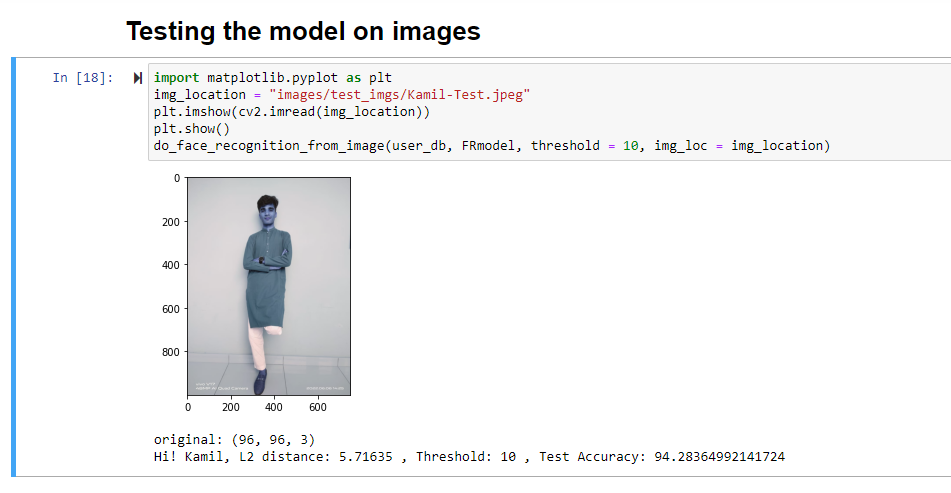 Testing the model on images
In [18]:
import matplotlib.pyplot as plt
img_location = "images/test_imgs/Kamil-Test.jpeg"
plt.imshow(cv2.imread(img_location))
plt.show()
do_face_recognition_from_image(user_db, FRmodel, threshold = 10, img_loc = img_location)
0
200
400
600
800
0 200 400 600
original: (96, 96, 3)
Hi! Kamil, L2 distance: 5.71635 , Threshold: 10 , Test Accuracy: 94.28364992141724